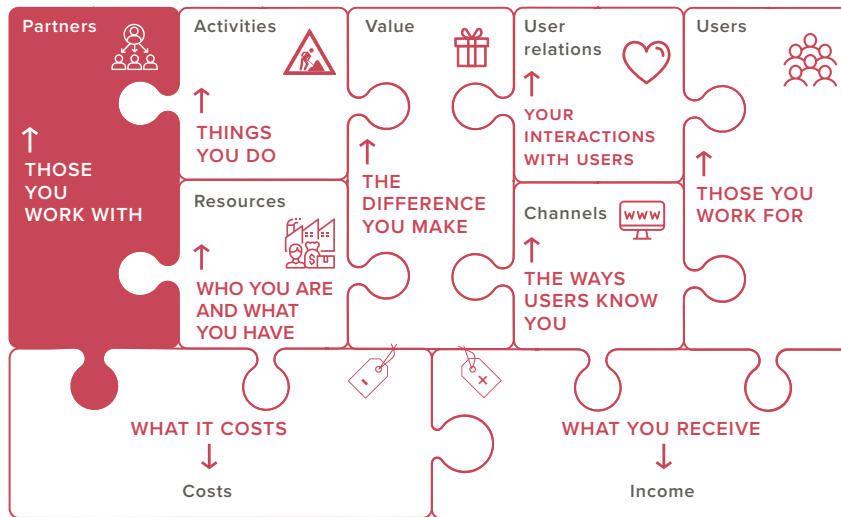 Partners
THOSE
YOU
WORK WITH
Activities
THINGS
YOU DO
Resources
$
WHO YOU ARE
AND WHAT
YOU HAVE
Value
THE
DIFFERENCE
YOU MAKE
User
relations
YOUR
INTERACTIONS
WITH USERS
Channels
www
THE WAYS
USERS KNOW
YOU
Users
THOSE YOU
WORK FOR
-
+
WHAT IT COSTS
Costs
WHAT YOU RECEIVE
Income